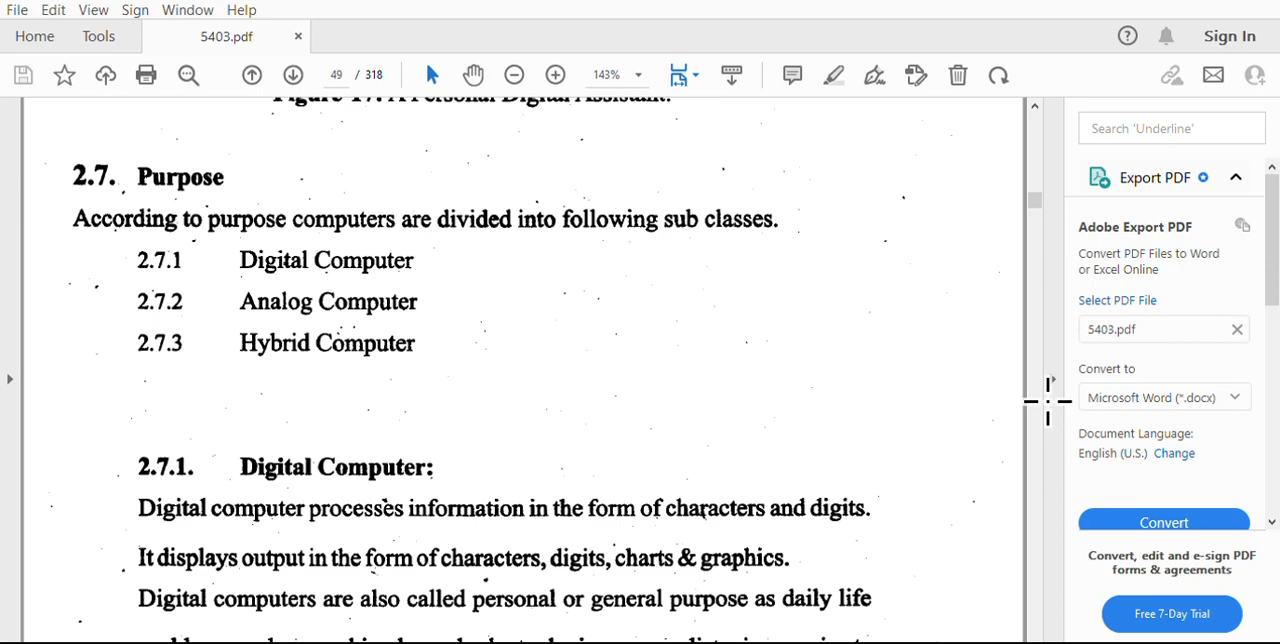 File Edit View Sign Window Help
Home Tools 5403.pdf × Sign In
49 / 318 143%
Figure 17. A Personal Digital Assistant.
2.7. Purpose
According to purpose computers are divided into following sub classes.
2.7.1 Digital Computer
2.7.2 Analog Computer
2.7.3 Hybrid Computer
2.7.1. Digital Computer:
Digital computer processes information in the form of characters and digits.
It displays output in the form of characters, digits, charts & graphics.
Digital computers are also called personal or general purpose as daily life
Search 'Underline'
Export PDF
Adobe Export PDF
Convert PDF Files to Word
or Excel Online
Select PDF File
5403.pdf
Convert to
Microsoft Word (*.docx)
Document Language:
English (U.S.) Change
Convert
Convert, edit and e-sign PDF
forms & agreements
Free 7-Day Trial